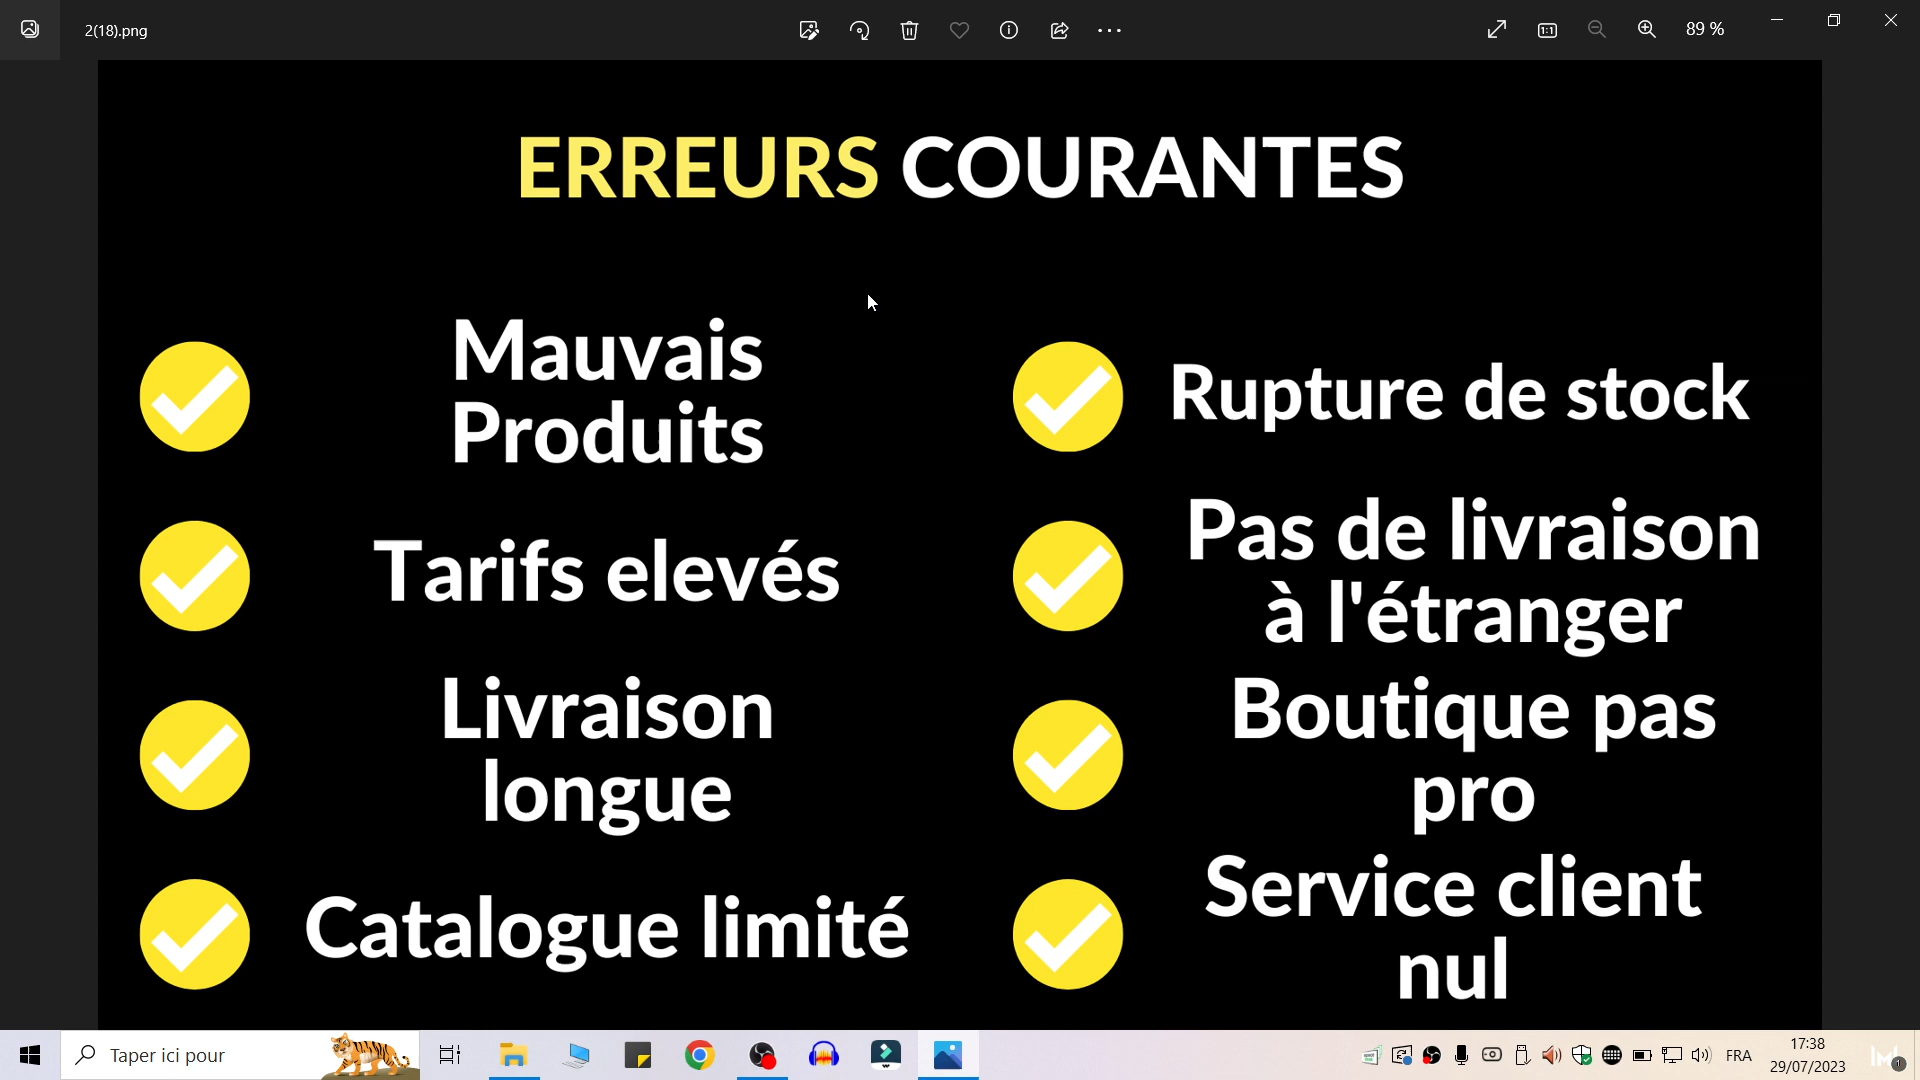 2(18).png
89 %
ERREURS COURANTES
Mauvais
Produits
Tarifs elevés
Livraison
longue
Catalogue limité
Rupture de stock
Pas de livraison
à l'étranger
Boutique pas
pro
Service client
nul
Taper ici pour
FRA
17:38
29/07/2023
1